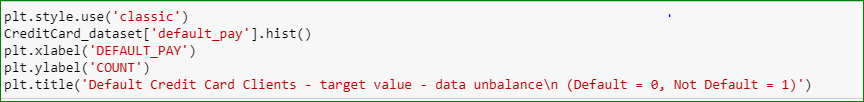 plt.style.use('classic')
CreditCard_dataset['default_pay'].hist()
plt.xlabel('DEFAULT_PAY')
plt.ylabel('COUNT')
plt.title('Default Credit Card Clients - target value - data unbalance\n (Default = 0, Not Default = 1)')